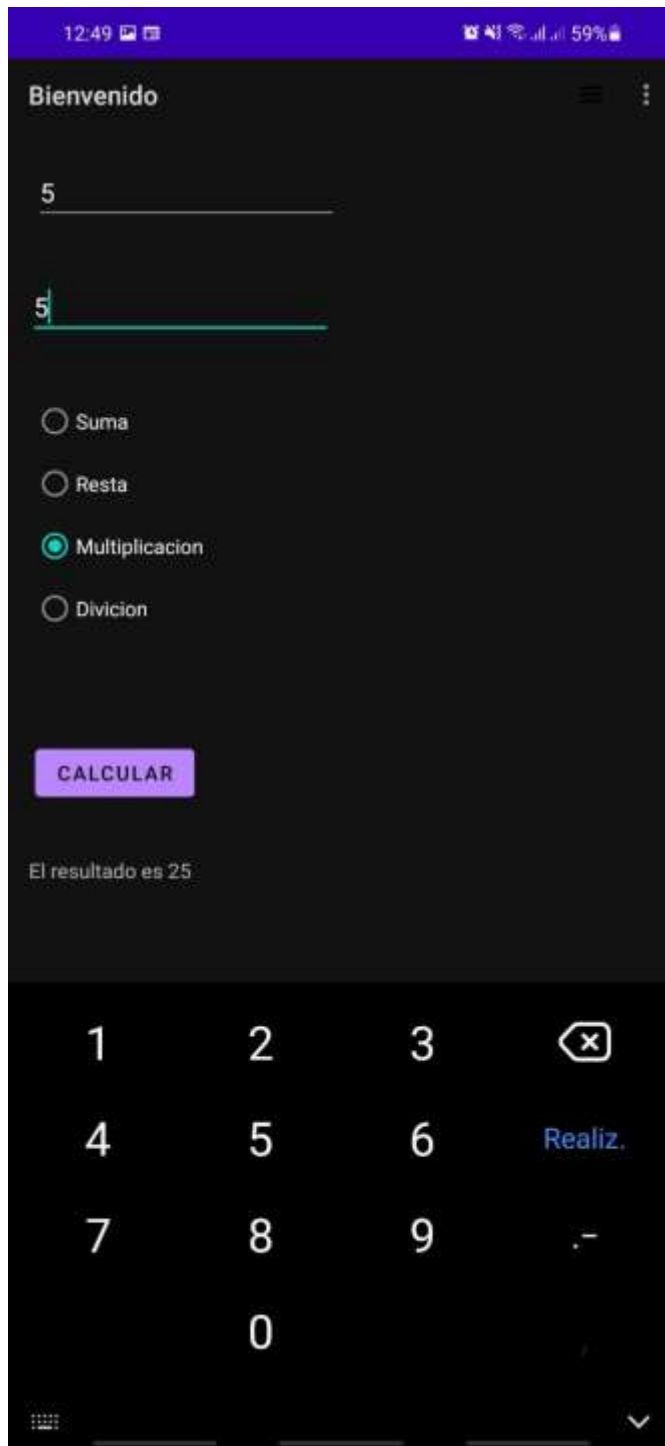 12:49 59%
Bienvenido
5
5
Suma
Resta
Multiplicacion
Divicion
CALCULAR
El resultado es 25
1 2 3
4 5 6 Realiz.
7 8 9 .-
0 ,